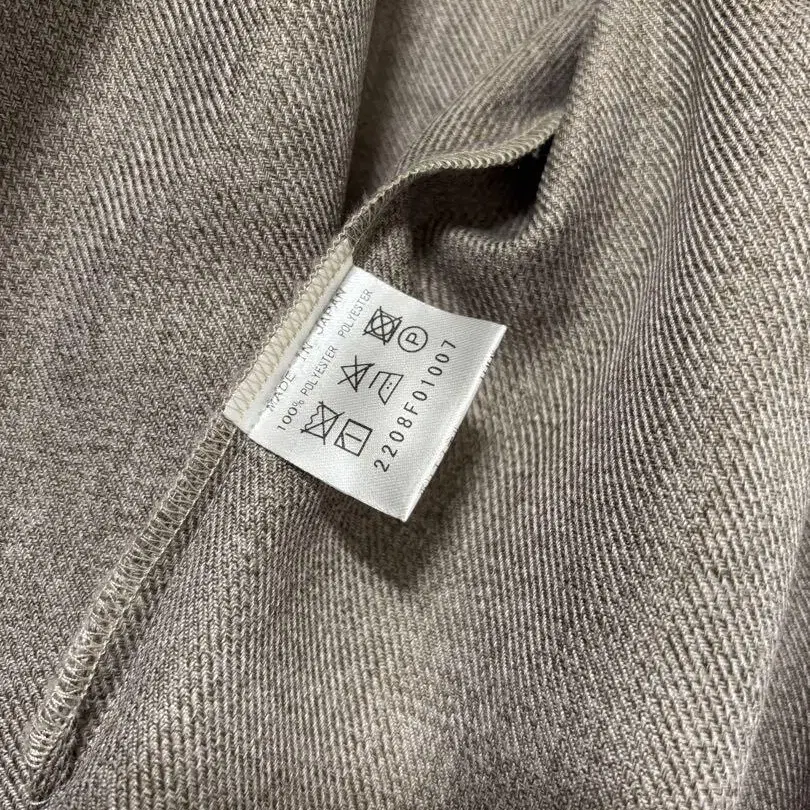 MADE IN JAPAN
100% POLYESTER POLYESTER
P
2208F01007